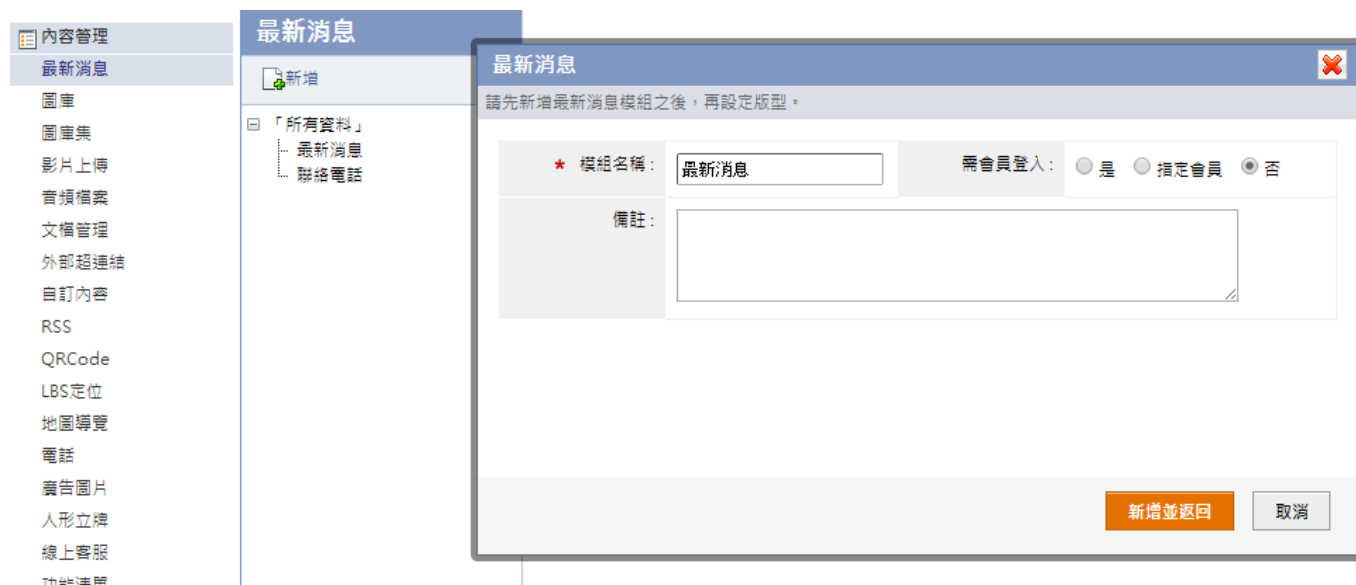 內容管理
最新消息
圖庫
圖庫集
影片上傳
音頻檔案
文檔管理
外部超連結
自訂內容
RSS
QRCode
LBS定位
地圖導覽
電話
廣告圖片
人形立牌
線上客服
功能清單
最新消息
新增
「所有資料」
最新消息
聯絡電話
最新消息
請先新增最新消息模組之後，再設定版型。
* 模組名稱： 最新消息 需會員登入： 是 指定會員 否
備註：
新增並返回 取消